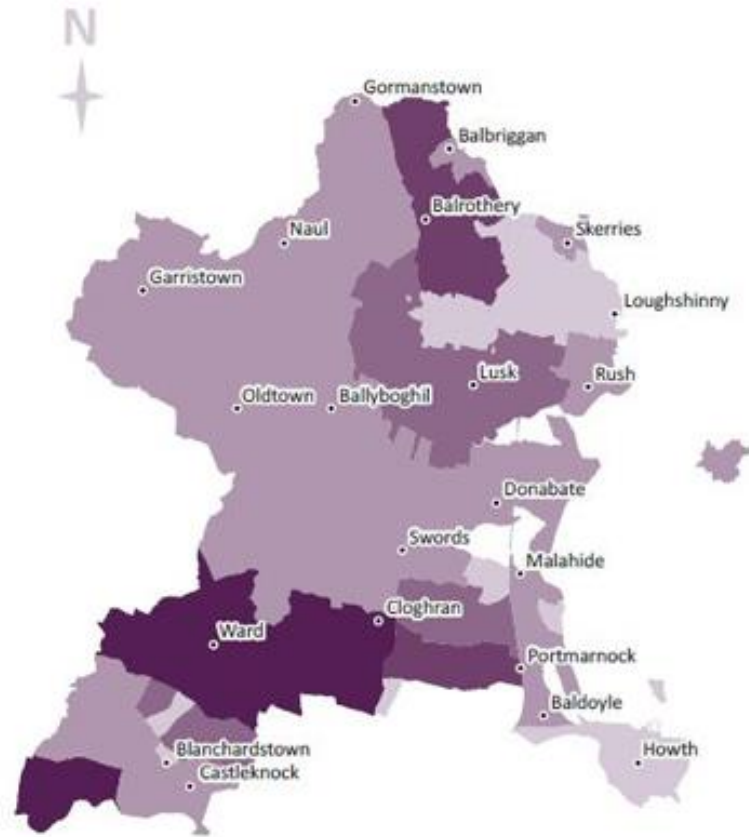 N
Gormanstown
Balbriggan
Balrothery
Skerries
Naul
Garristown
Loughshinny
Lusk
Rush
Oldtown
Ballyboghil
Donabate
Swords
Malahide
Cloghran
Ward
Portmarnock
Baldoyle
Blanchardstown
Howth
Castleknock